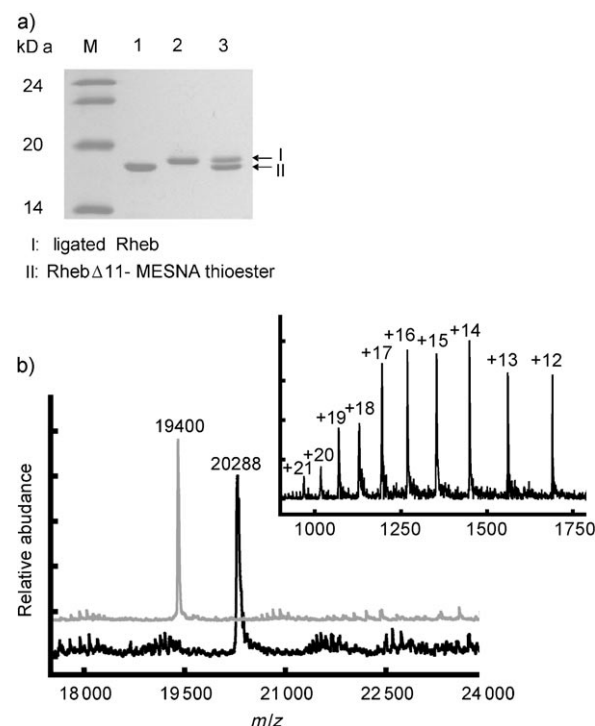 a)
kD a M 1 2 3
24
20
14
I
II
I: ligated Rheb
II: RhebΔ11- MESNA thioester
b)
Relative abudance
19400
20288
+21
+20
+19
+18
+17
+16
+15
+14
+13
+12
1000 1250 1500 1750
18 000 19 500 21 000 22 500 24 000
m/z